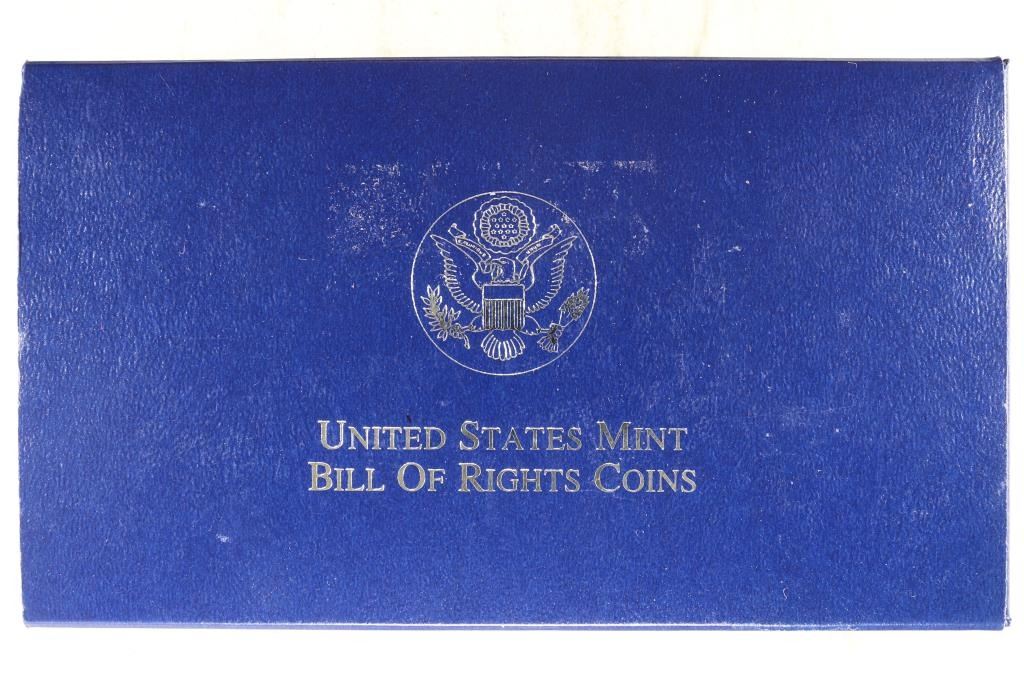 UNITED STATES MINT
BILL OF RIGHTS COINS